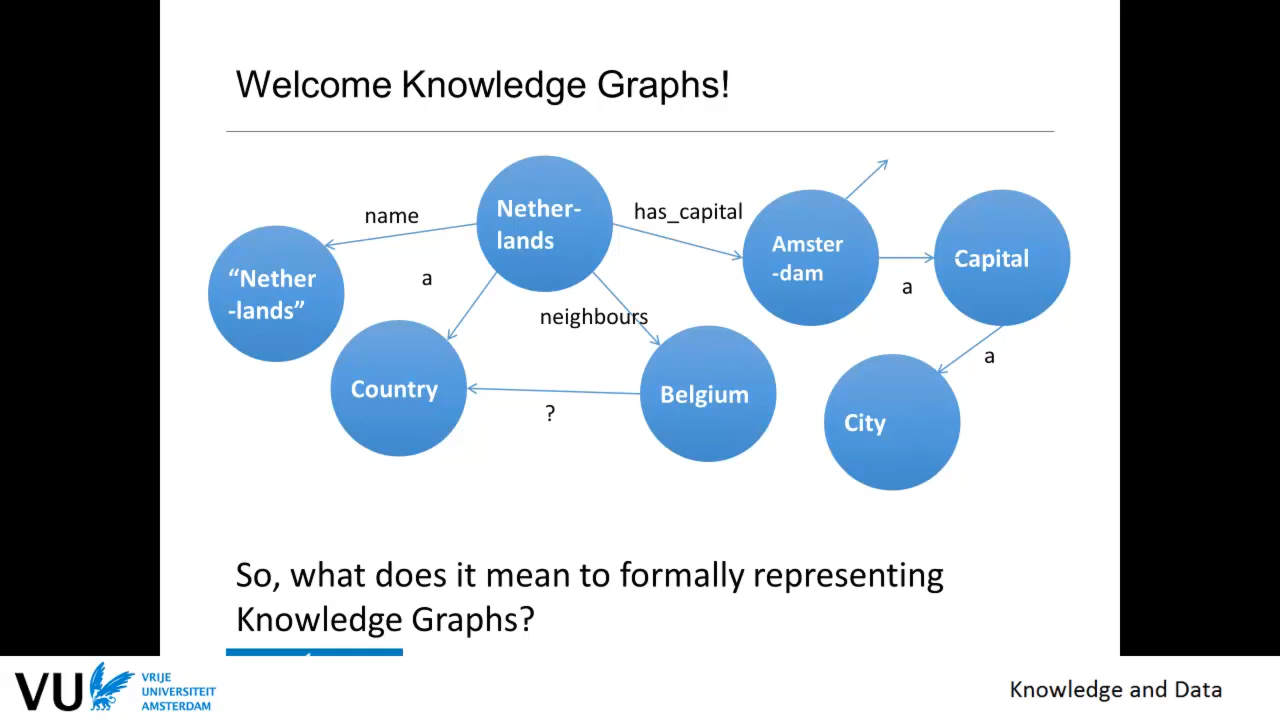 Welcome Knowledge Graphs!
Nether-
lands
name
has_capital
"Nether
-lands"
a
Amster
-dam
Capital
a
neighbours
a
Country
?
Belgium
City
So, what does it mean to formally representing
Knowledge Graphs?
VU
VRIJE
UNIVERSITEIT
AMSTERDAM
Knowledge and Data